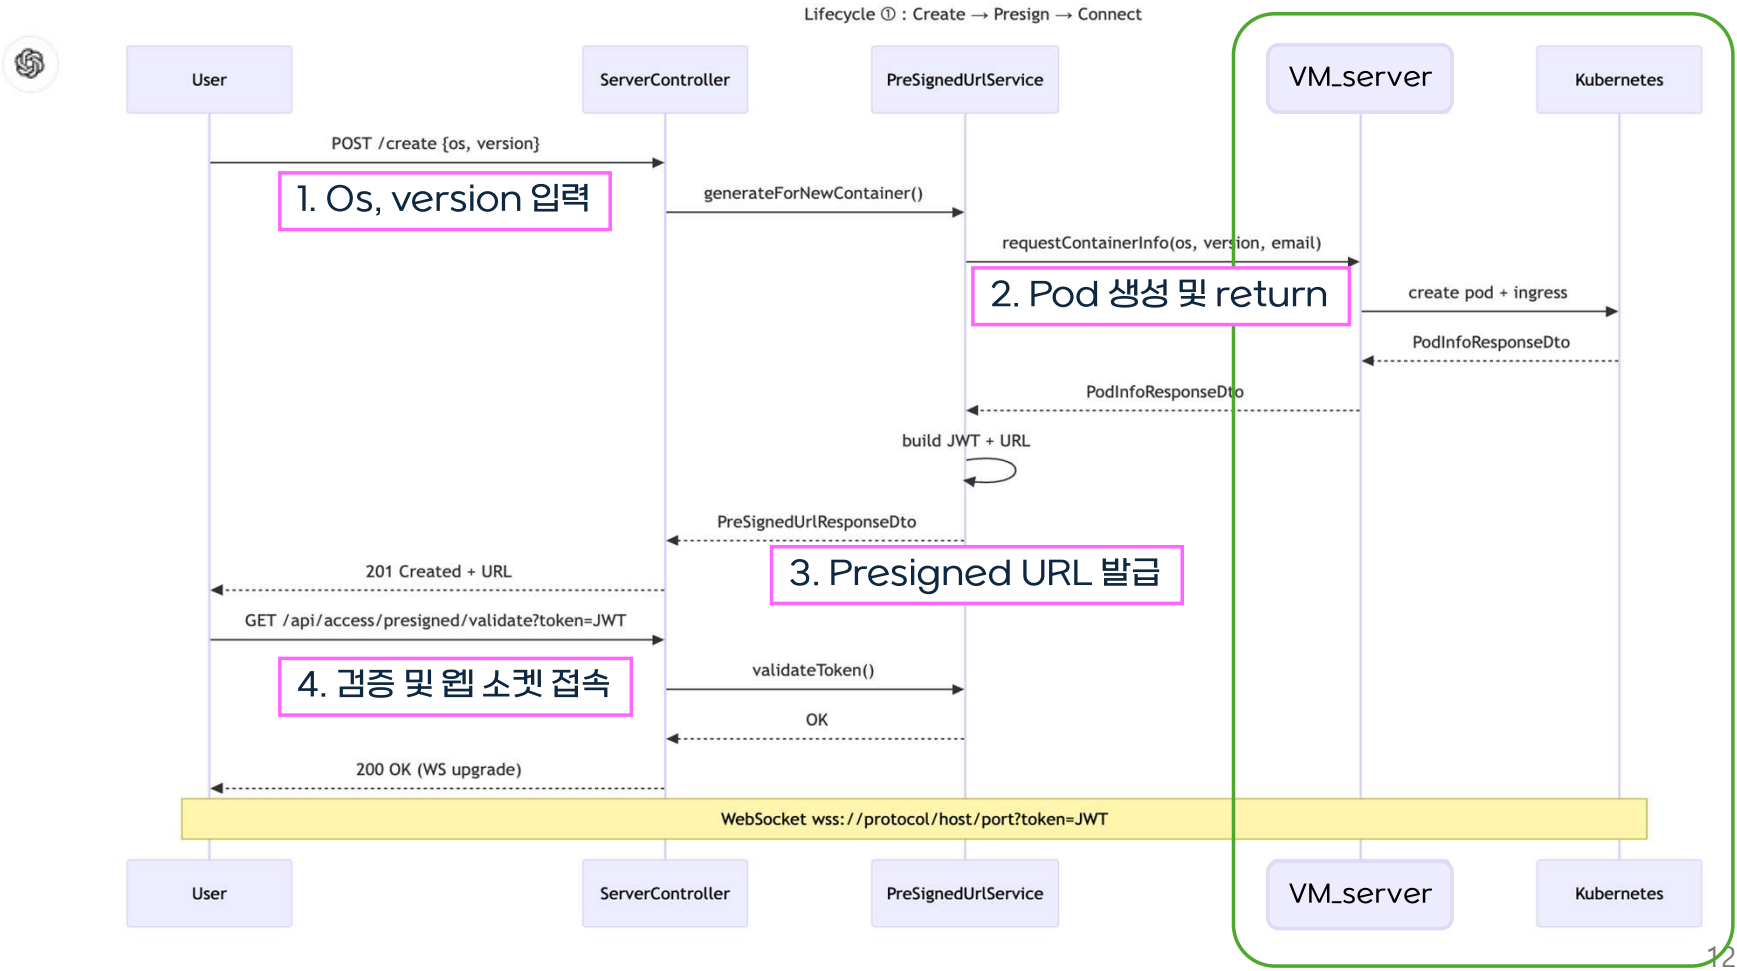 Lifecycle ① : Create → Presign → Connect
User
ServerController
PreSignedUrlService
VM_server
Kubernetes
POST /create {os, version}
1. Os, version 입력
generateForNewContainer()
requestContainerInfo(os, version, email)
2. Pod 생성 및 return
create pod + ingress
PodInfoResponseDto
PodInfoResponseDto
build JWT + URL
PreSignedUrlResponseDto
3. Presigned URL 발급
201 Created + URL
GET /api/access/presigned/validate?token=JWT
4. 검증 및 웹 소켓 접속
validateToken()
OK
200 OK (WS upgrade)
WebSocket wss://protocol/host/port?token=JWT
User
ServerController
PreSignedUrlService
VM_server
Kubernetes
12